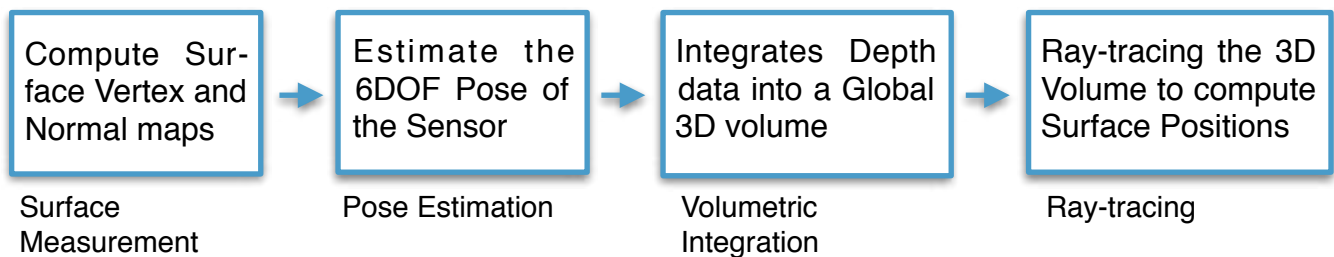 Compute Sur-
face Vertex and
Normal maps
Estimate the
6DOF Pose of
the Sensor
Integrates Depth
data into a Global
3D volume
Ray-tracing the 3D
Volume to compute
Surface Positions
Surface
Measurement
Pose Estimation
Volumetric
Integration
Ray-tracing